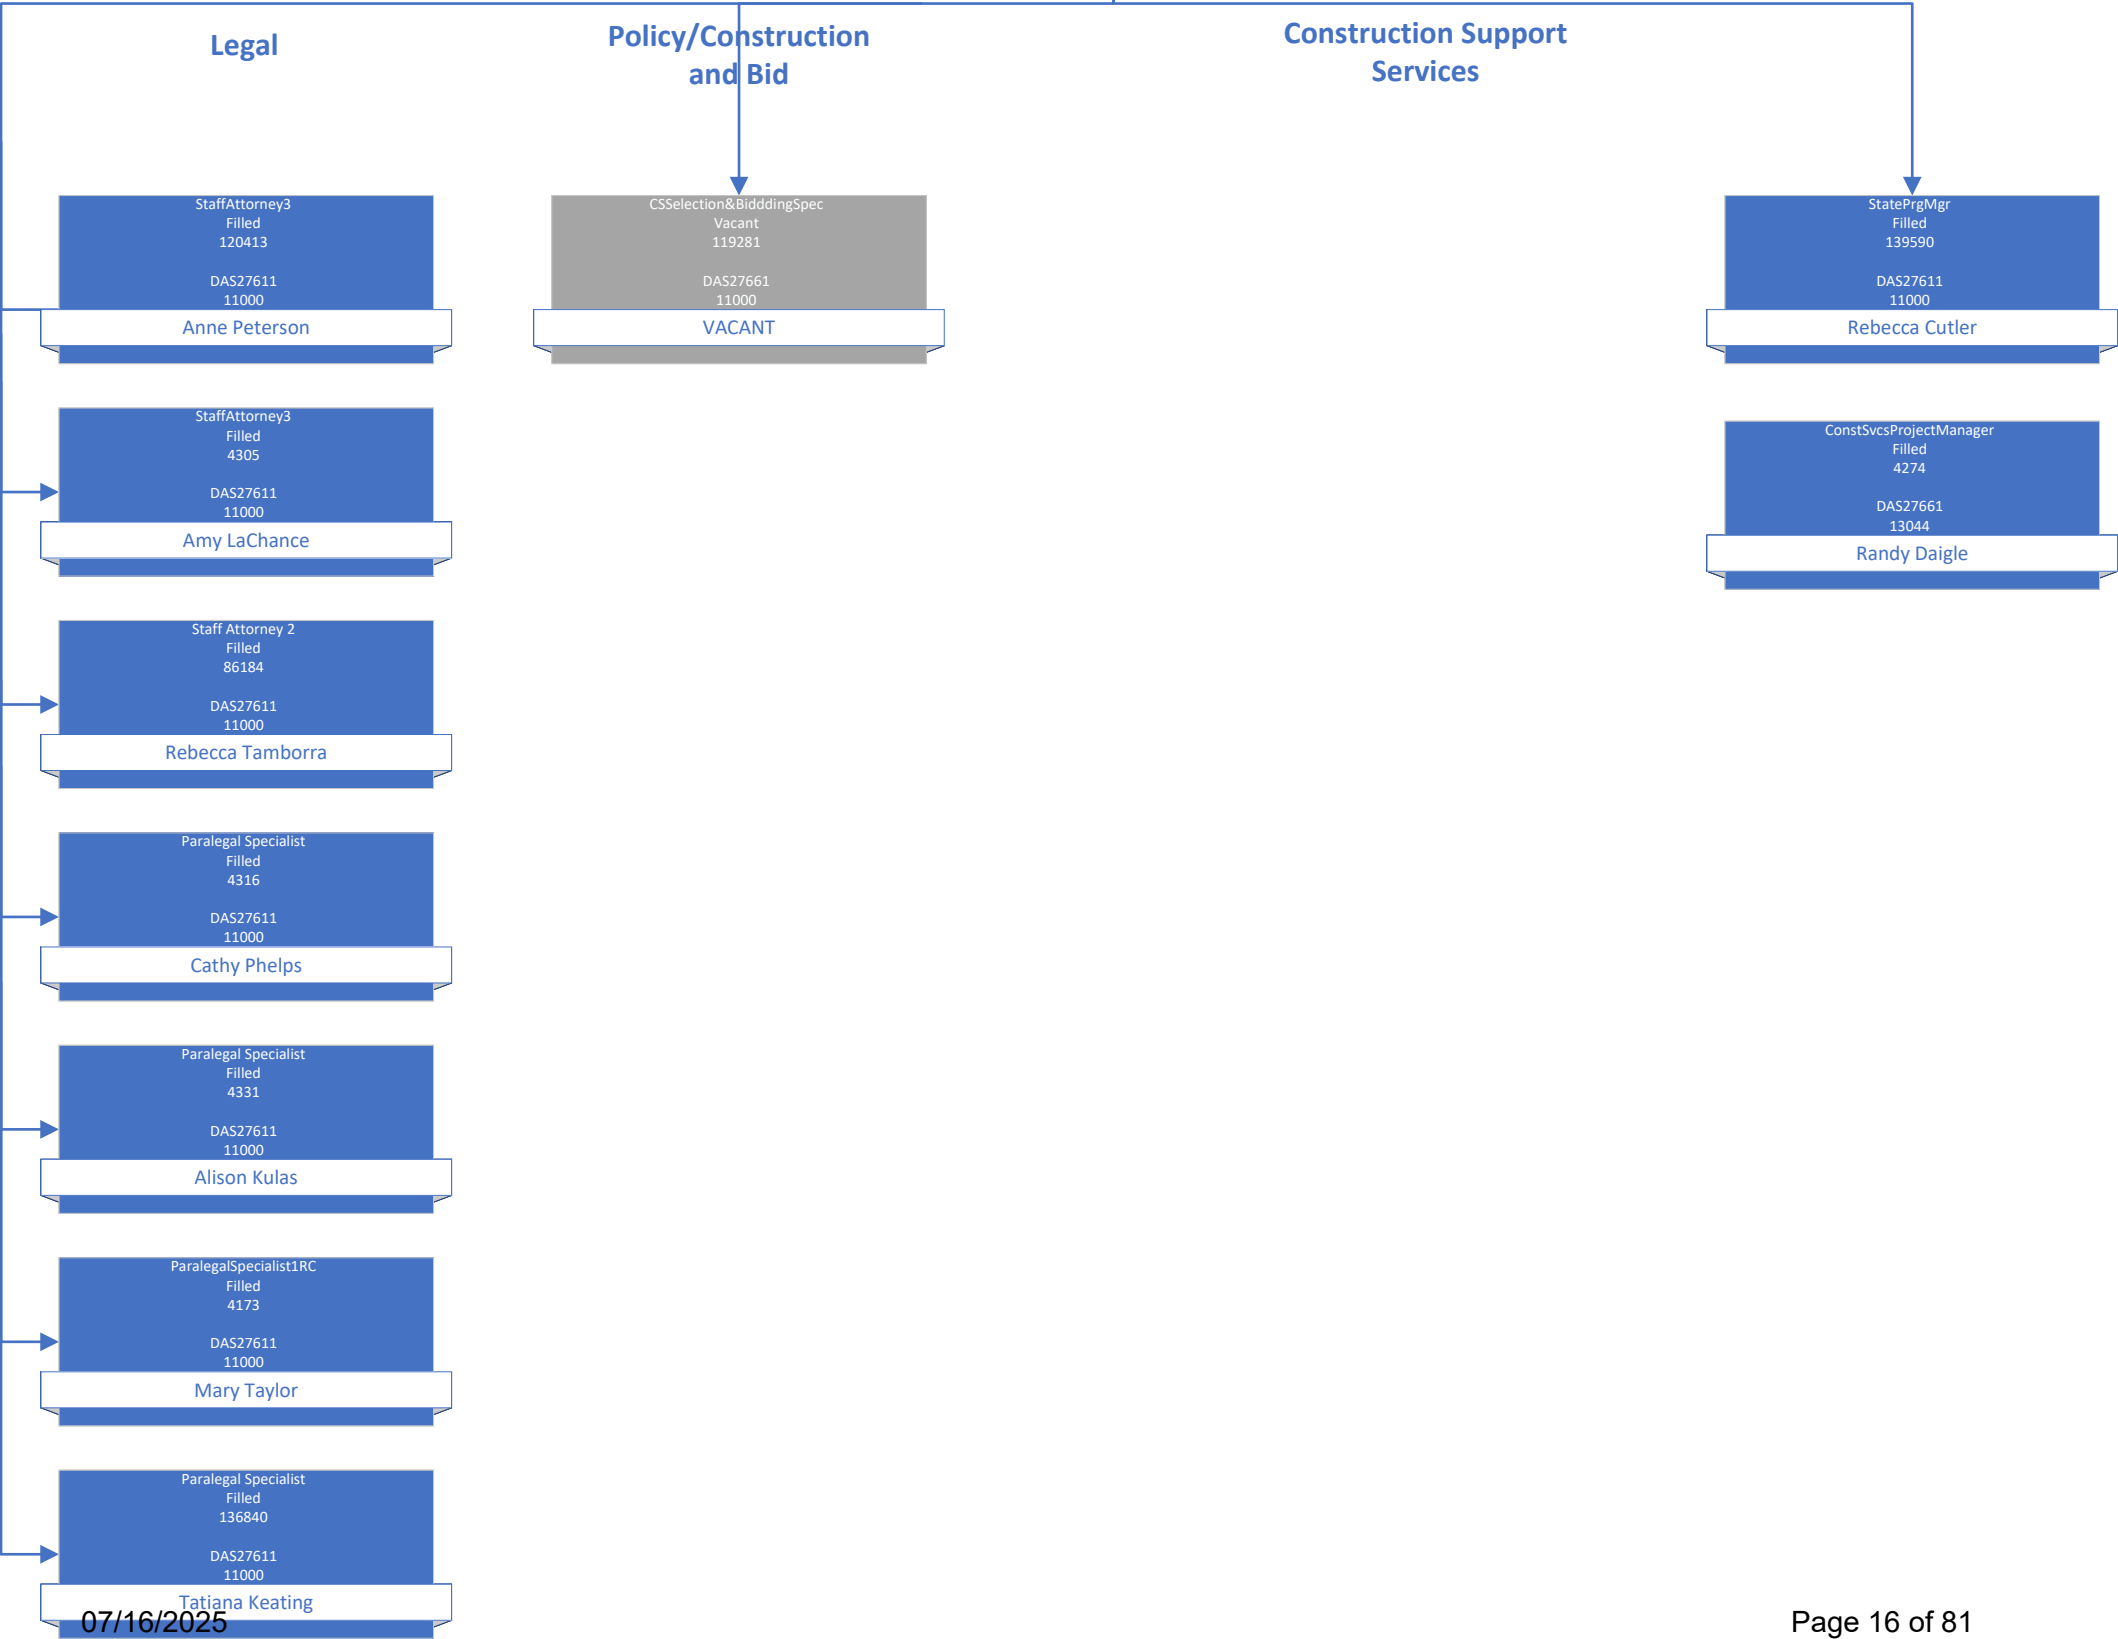 Legal
Policy/Construction
and Bid
Construction Support
Services
StaffAttorney3
Filled
120413
DAS27611
11000
Anne Peterson
StaffAttorney3
Filled
4305
DAS27611
11000
Amy LaChance
Staff Attorney 2
Filled
86184
DAS27611
11000
Rebecca Tamborra
Paralegal Specialist
Filled
4316
DAS27611
11000
Cathy Phelps
Paralegal Specialist
Filled
4331
DAS27611
11000
Alison Kulas
ParalegalSpecialist1RC
Filled
4173
DAS27611
11000
Mary Taylor
Paralegal Specialist
Filled
136840
DAS27611
11000
Tatiana Keating
CSSelection&BidddingSpec
Vacant
119281
DAS27661
11000
VACANT
StatePrgMgr
Filled
139590
DAS27611
11000
Rebecca Cutler
ConstSvcsProjectManager
Filled
4274
DAS27661
13044
Randy Daigle
07/16/2025
Page 16 of 81